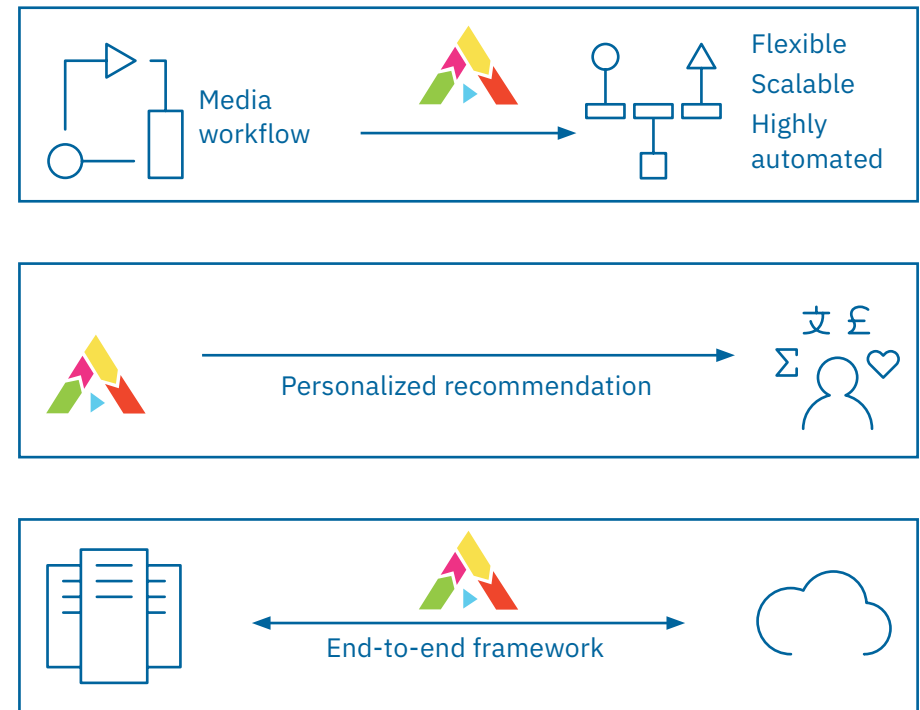 Media
workflow
Flexible
Scalable
Highly
automated
Personalized recommendation
文 £
Σ
End-to-end framework